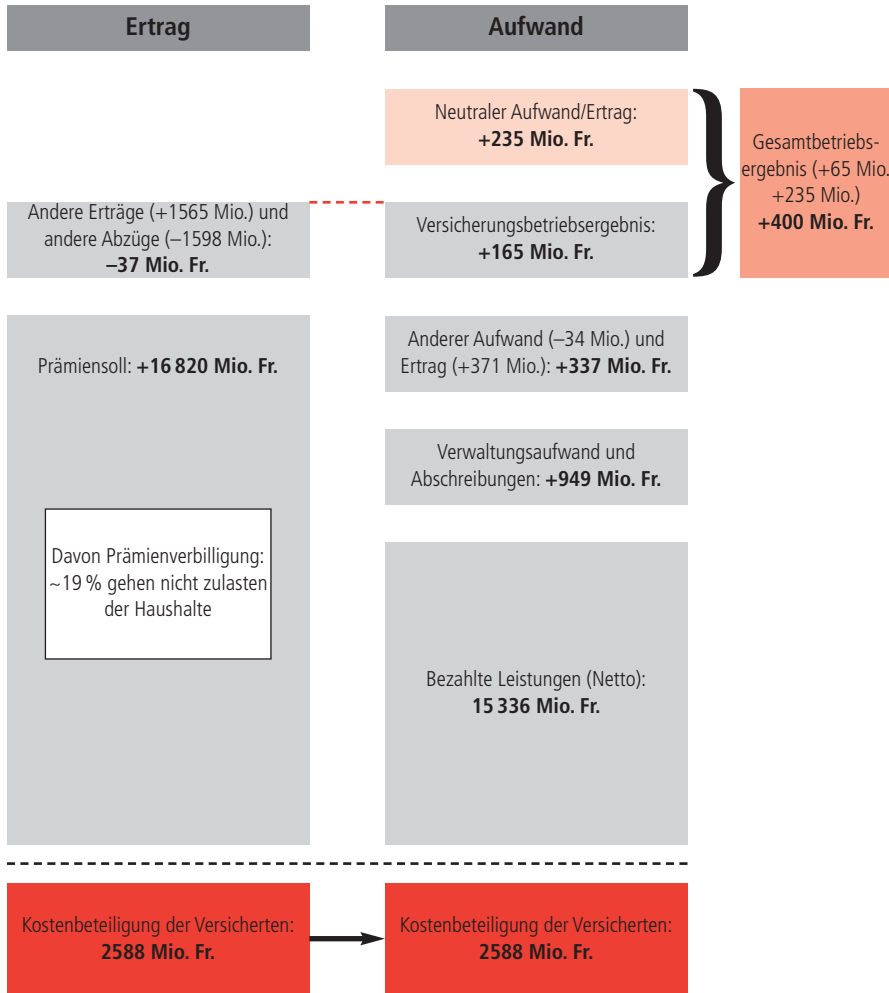 Ertrag
Aufwand
Neutraler Aufwand/Ertrag:
+235 Mio. Fr.
Gesamtbetriebs-
ergebnis (+65 Mio.
+235 Mio.)
+400 Mio. Fr.
Andere Erträge (+1565 Mio.) und
andere Abzüge (–1598 Mio.):
–37 Mio. Fr.
Versicherungsbetriebsergebnis:
+165 Mio. Fr.
Prämiensoll: +16 820 Mio. Fr.
Anderer Aufwand (–34 Mio.) und
Ertrag (+371 Mio.): +337 Mio. Fr.
Verwaltungsaufwand und
Abschreibungen: +949 Mio. Fr.
Davon Prämienverbilligung:
~19 % gehen nicht zulasten
der Haushalte
Bezahlte Leistungen (Netto):
15 336 Mio. Fr.
Kostenbeteiligung der Versicherten:
2588 Mio. Fr.
Kostenbeteiligung der Versicherten:
2588 Mio. Fr.